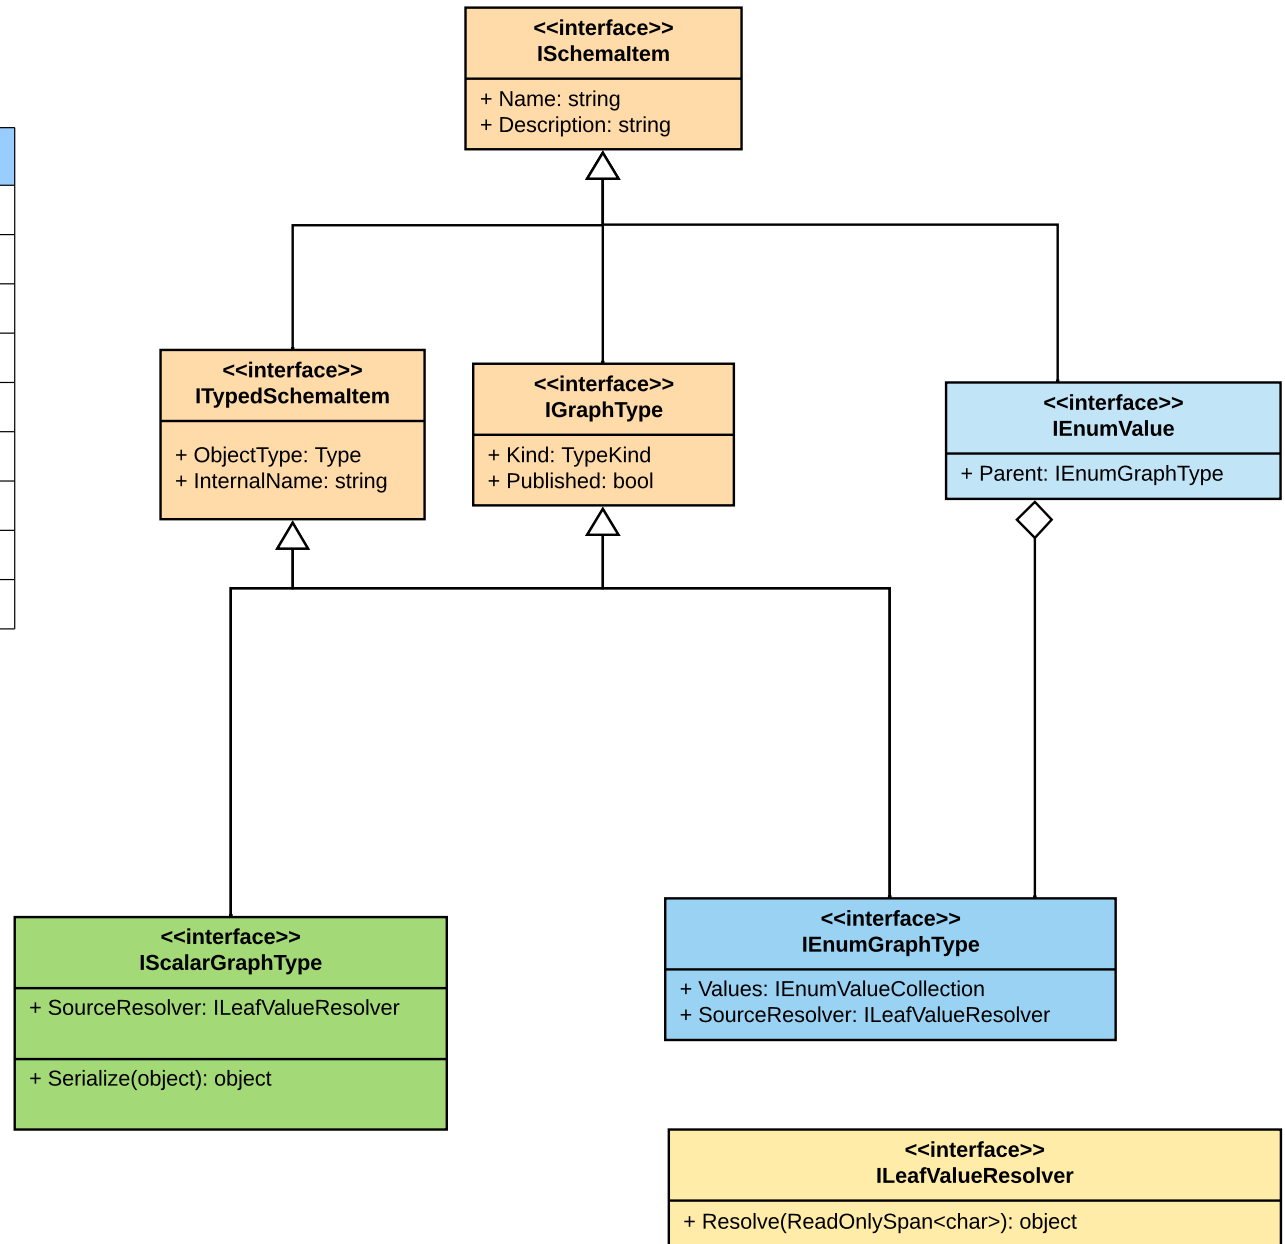 <<interface>>
ISchemaItem
+ Name: string
+ Description: string
<<interface>>
ITypedSchemaItem
+ ObjectType: Type
+ InternalName: string
<<interface>>
IGraphType
+ Kind: TypeKind
+ Published: bool
<<interface>>
IEnumValue
+ Parent: IEnumGraphType
<<interface>>
IScalarGraphType
+ SourceResolver: ILeafValueResolver
+ Serialize(object): object
<<interface>>
IEnumGraphType
+ Values: IEnumValueCollection
+ SourceResolver: ILeafValueResolver
<<interface>>
ILeafValueResolver
+ Resolve(ReadOnlySpan<char>): object